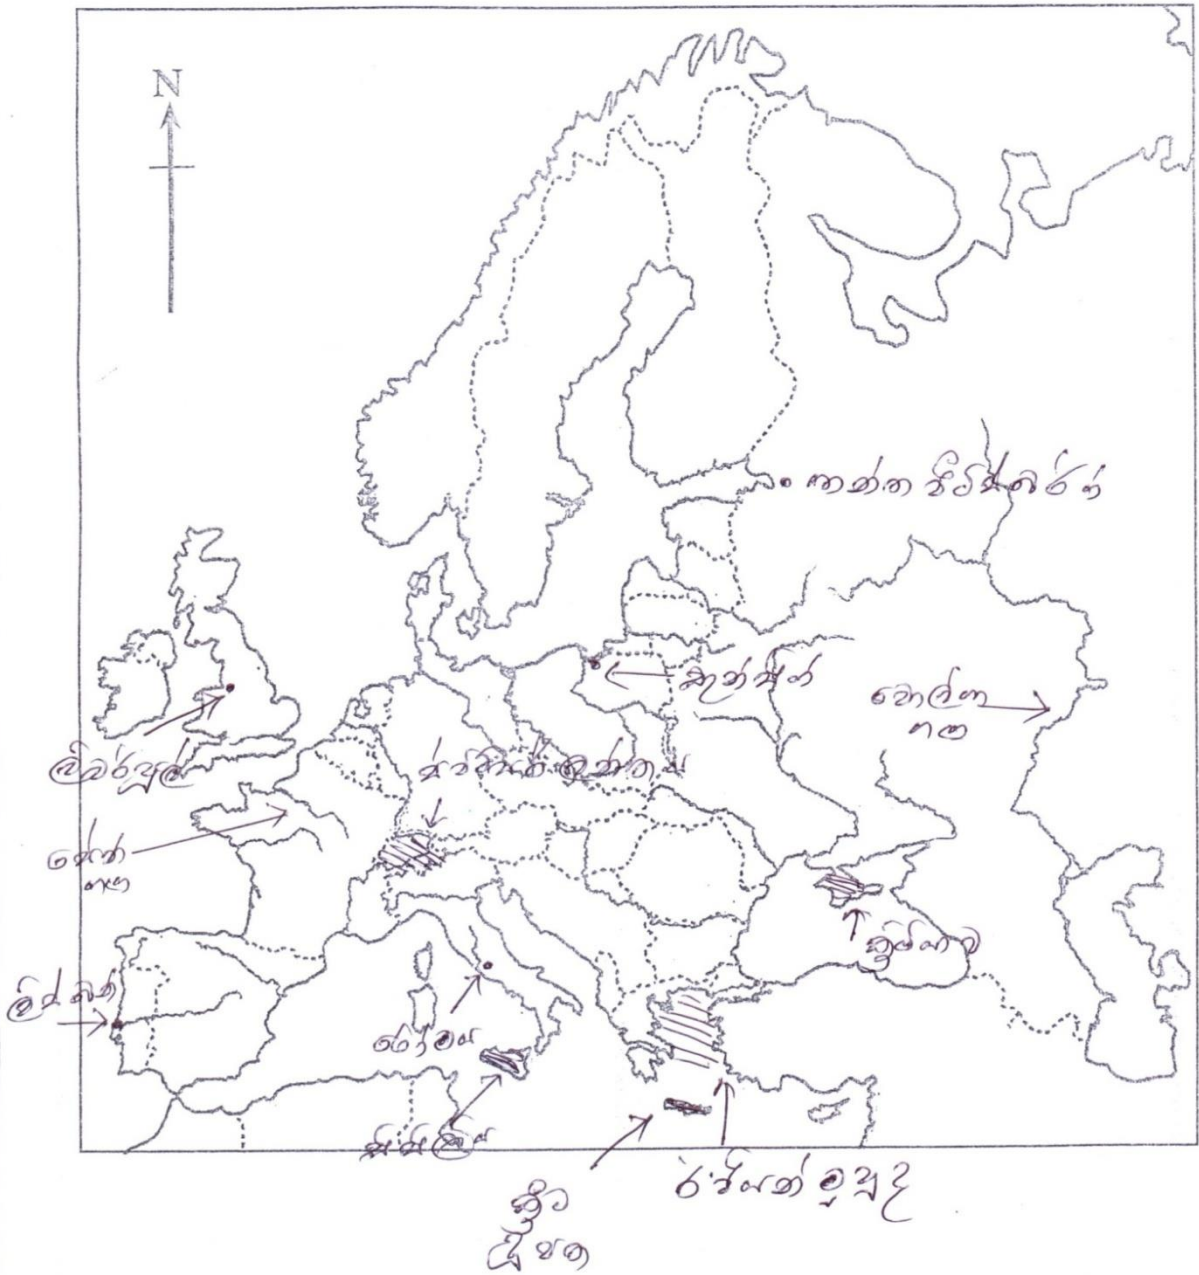 N
ශාන්ත පීටර්ස්බර්ග්
ඩැන්සිග්
වොල්ගා
ගඟ
ලිවර්පූල්
ස්විට්සර්ලන්තය
සේන්
ගඟ
ක්‍රිමියාව
ලිස්බන්
රෝමය
සිසිලිය
ක්‍රීට
ද්වීපත
ඊජියන් මුහුද